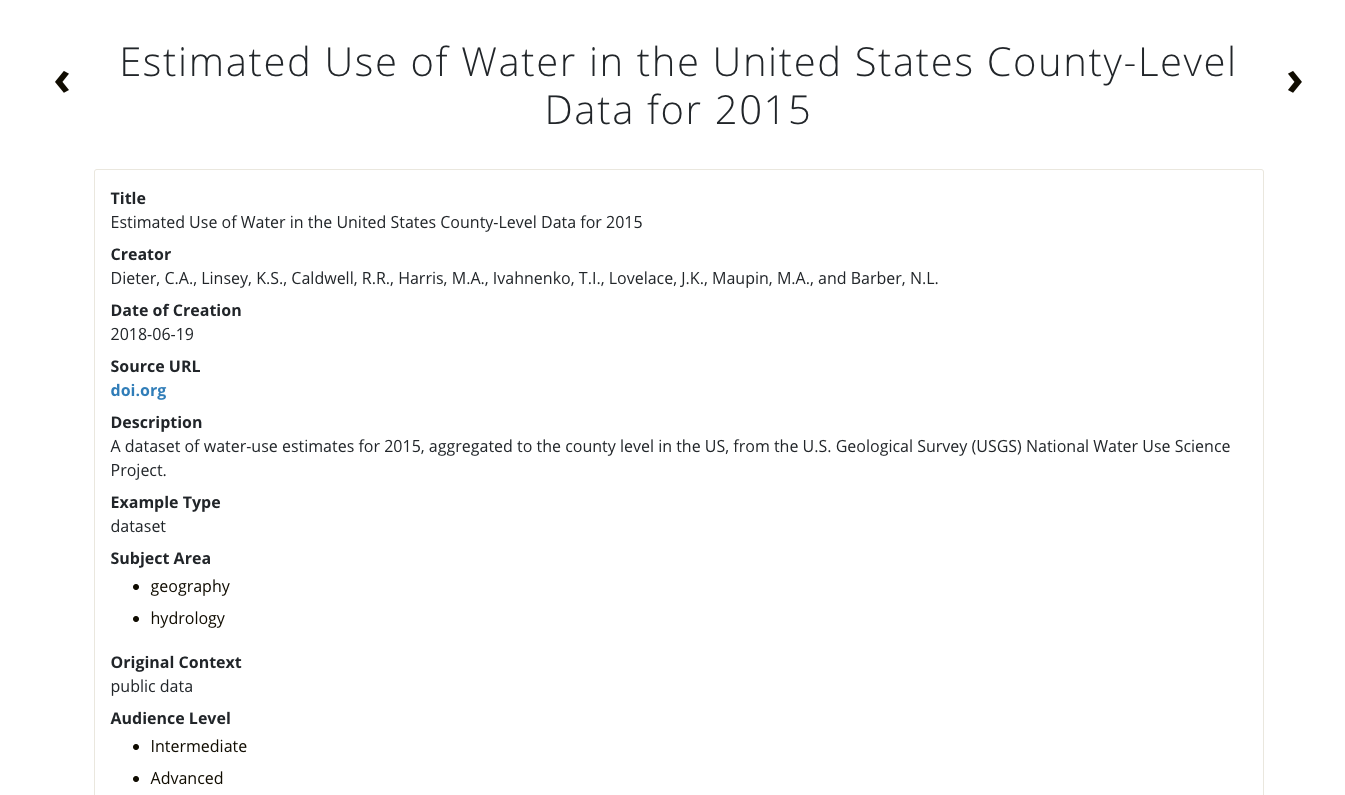 Estimated Use of Water in the United States County-Level
Data for 2015
Title
Estimated Use of Water in the United States County-Level Data for 2015
Creator
Dieter, C.A., Linsey, K.S., Caldwell, R.R., Harris, M.A., Ivahnenko, T.I., Lovelace, J.K., Maupin, M.A., and Barber, N.L.
Date of Creation
2018-06-19
Source URL
doi.org
Description
A dataset of water-use estimates for 2015, aggregated to the county level in the US, from the U.S. Geological Survey (USGS) National Water Use Science
Project.
Example Type
dataset
Subject Area
• geography
• hydrology
Original Context
public data
Audience Level
• Intermediate
• Advanced